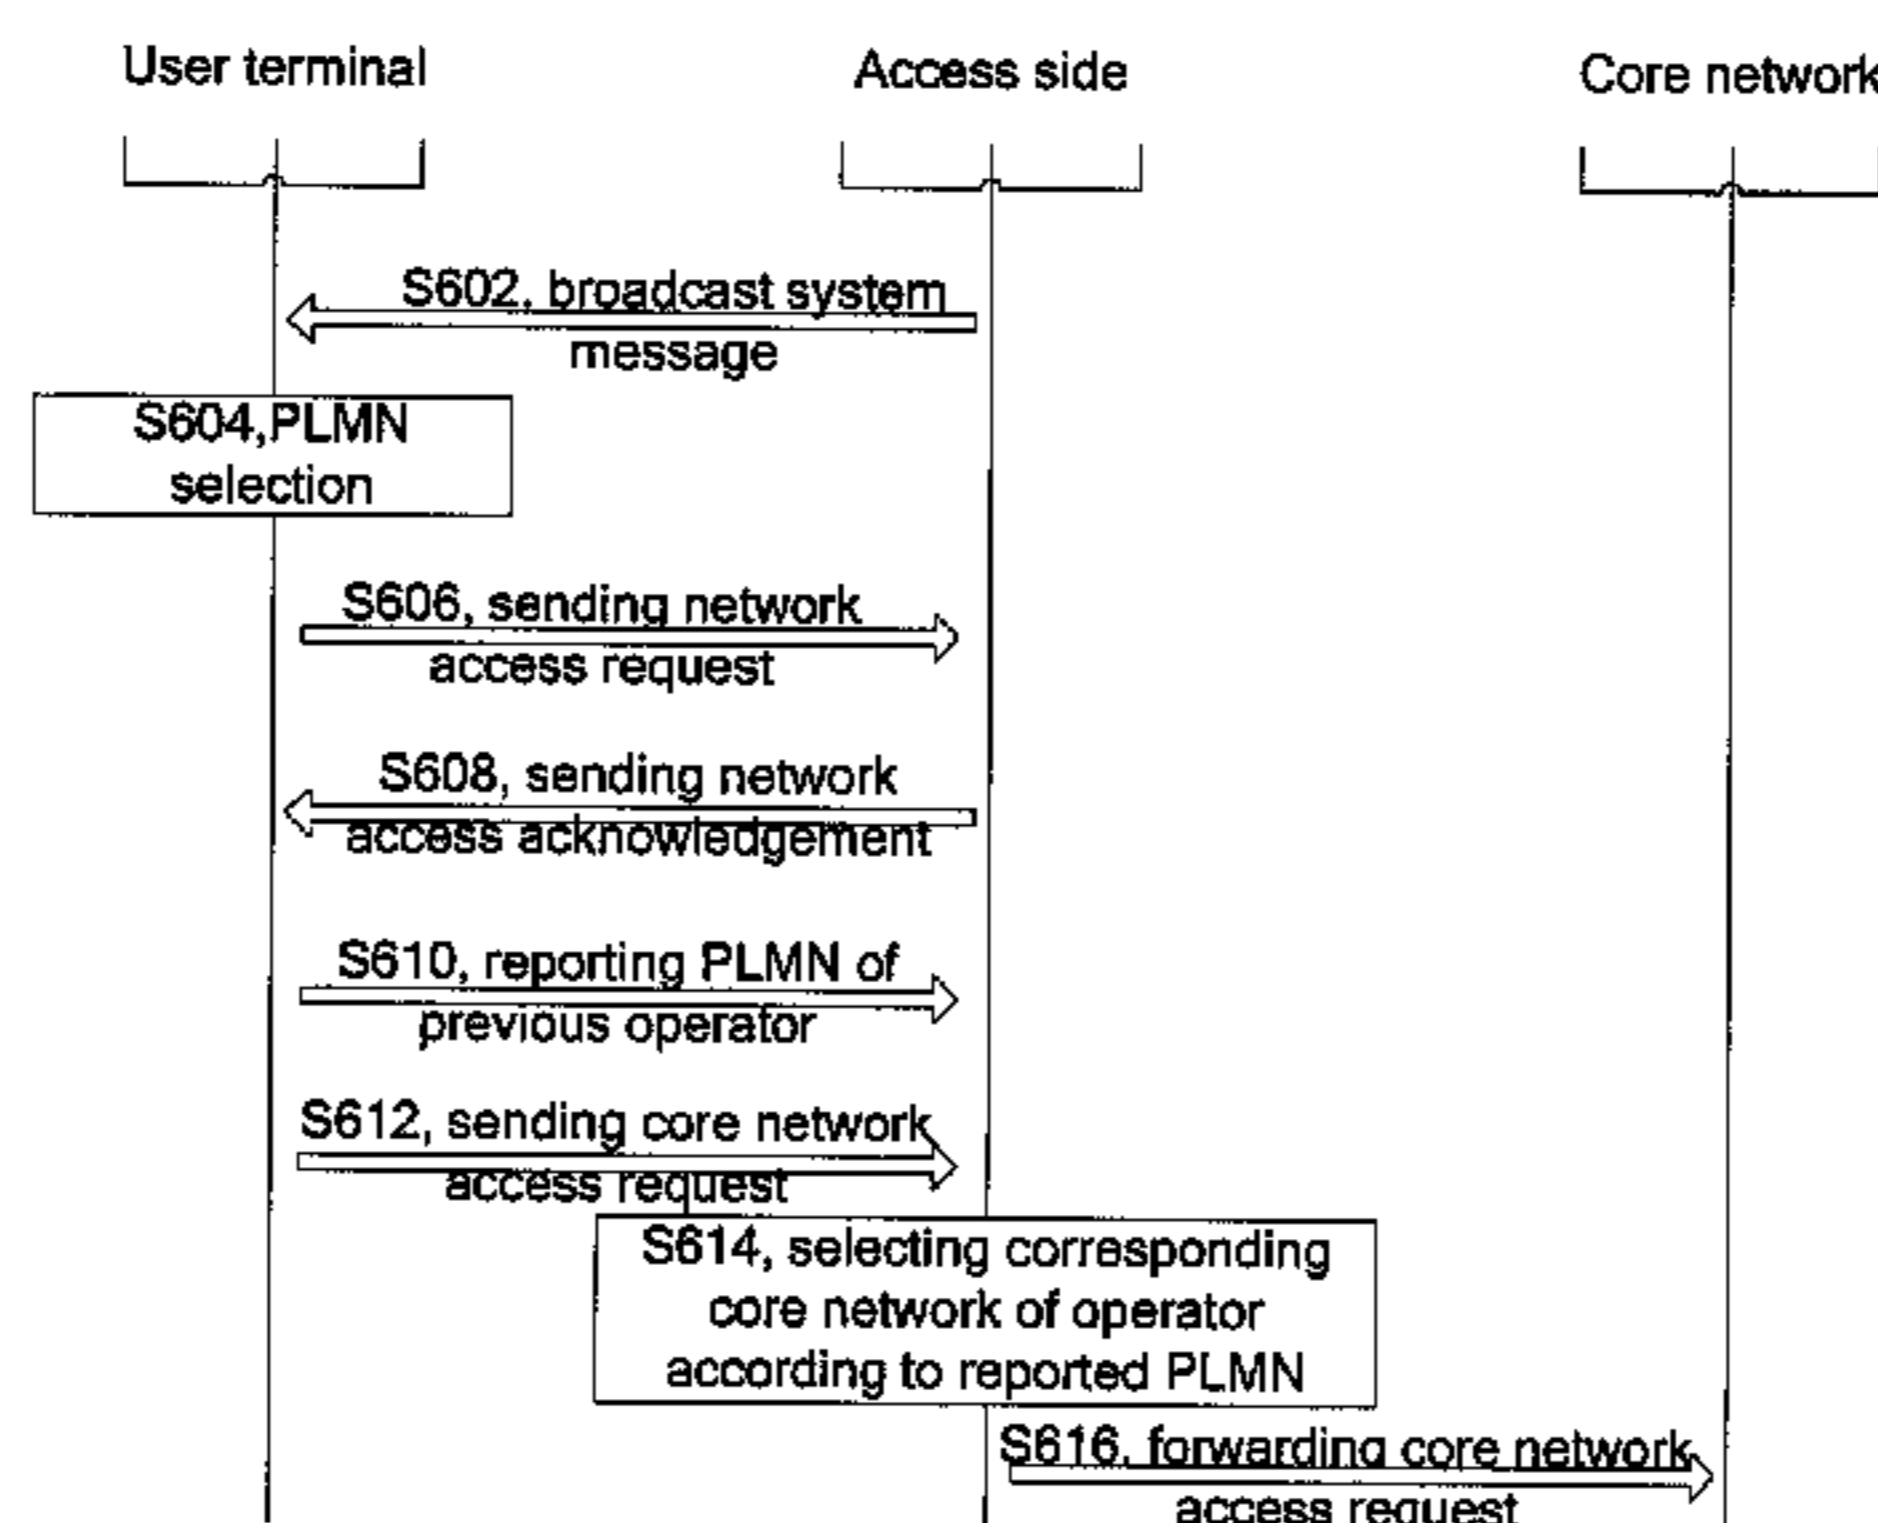 User terminal
Access side
Core network
S602, broadcast system
message
S604,PLMN
selection
S606, sending network
access request
S608, sending network
access acknowledgement
S610, reporting PLMN of
previous operator
S612, sending core network
access request
S614, selecting corresponding
core network of operator
according to reported PLMN
S616, forwarding core network
access request